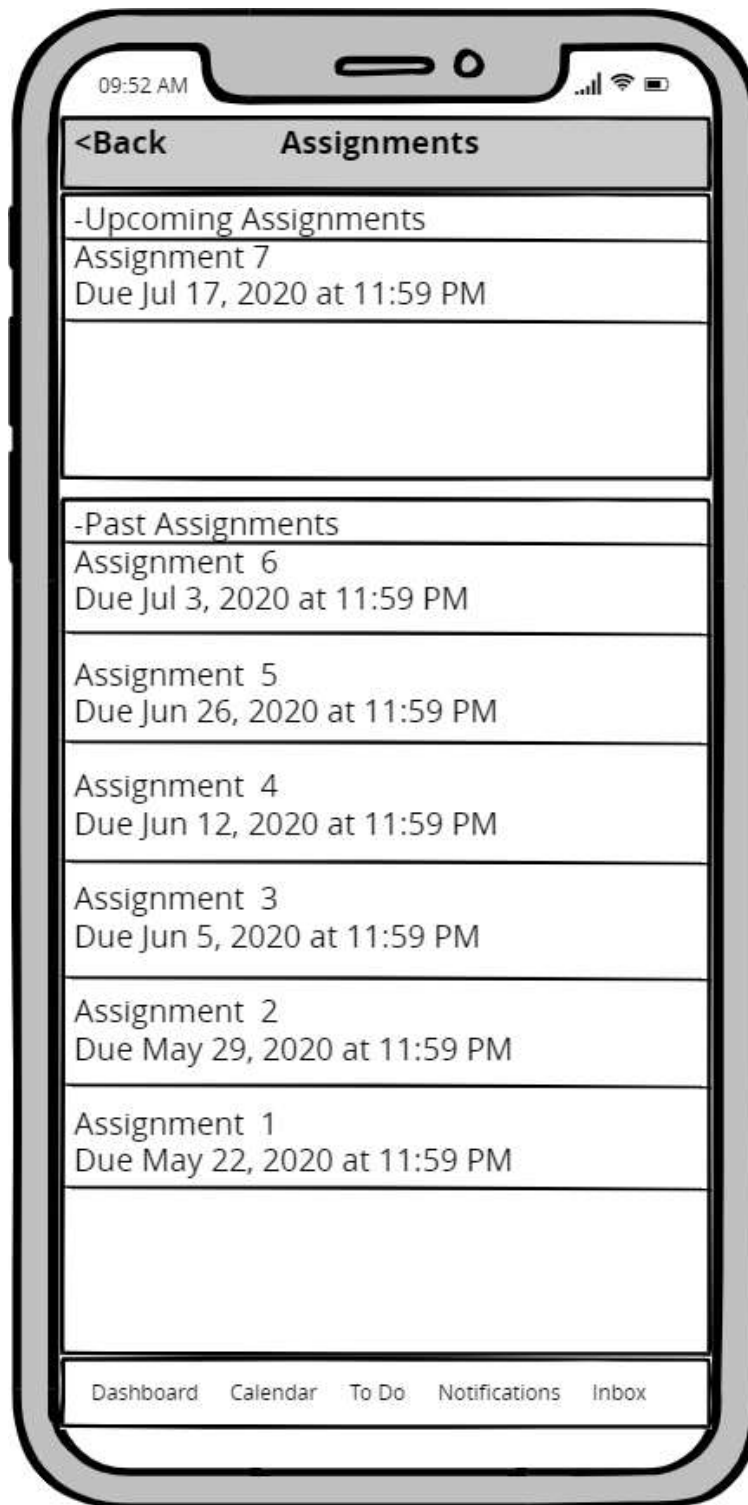 09:52 AM
<Back Assignments
-Upcoming Assignments
Assignment 7
Due Jul 17, 2020 at 11:59 PM
-Past Assignments
Assignment 6
Due Jul 3, 2020 at 11:59 PM
Assignment 5
Due Jun 26, 2020 at 11:59 PM
Assignment 4
Due Jun 12, 2020 at 11:59 PM
Assignment 3
Due Jun 5, 2020 at 11:59 PM
Assignment 2
Due May 29, 2020 at 11:59 PM
Assignment 1
Due May 22, 2020 at 11:59 PM
Dashboard Calendar To Do Notifications Inbox